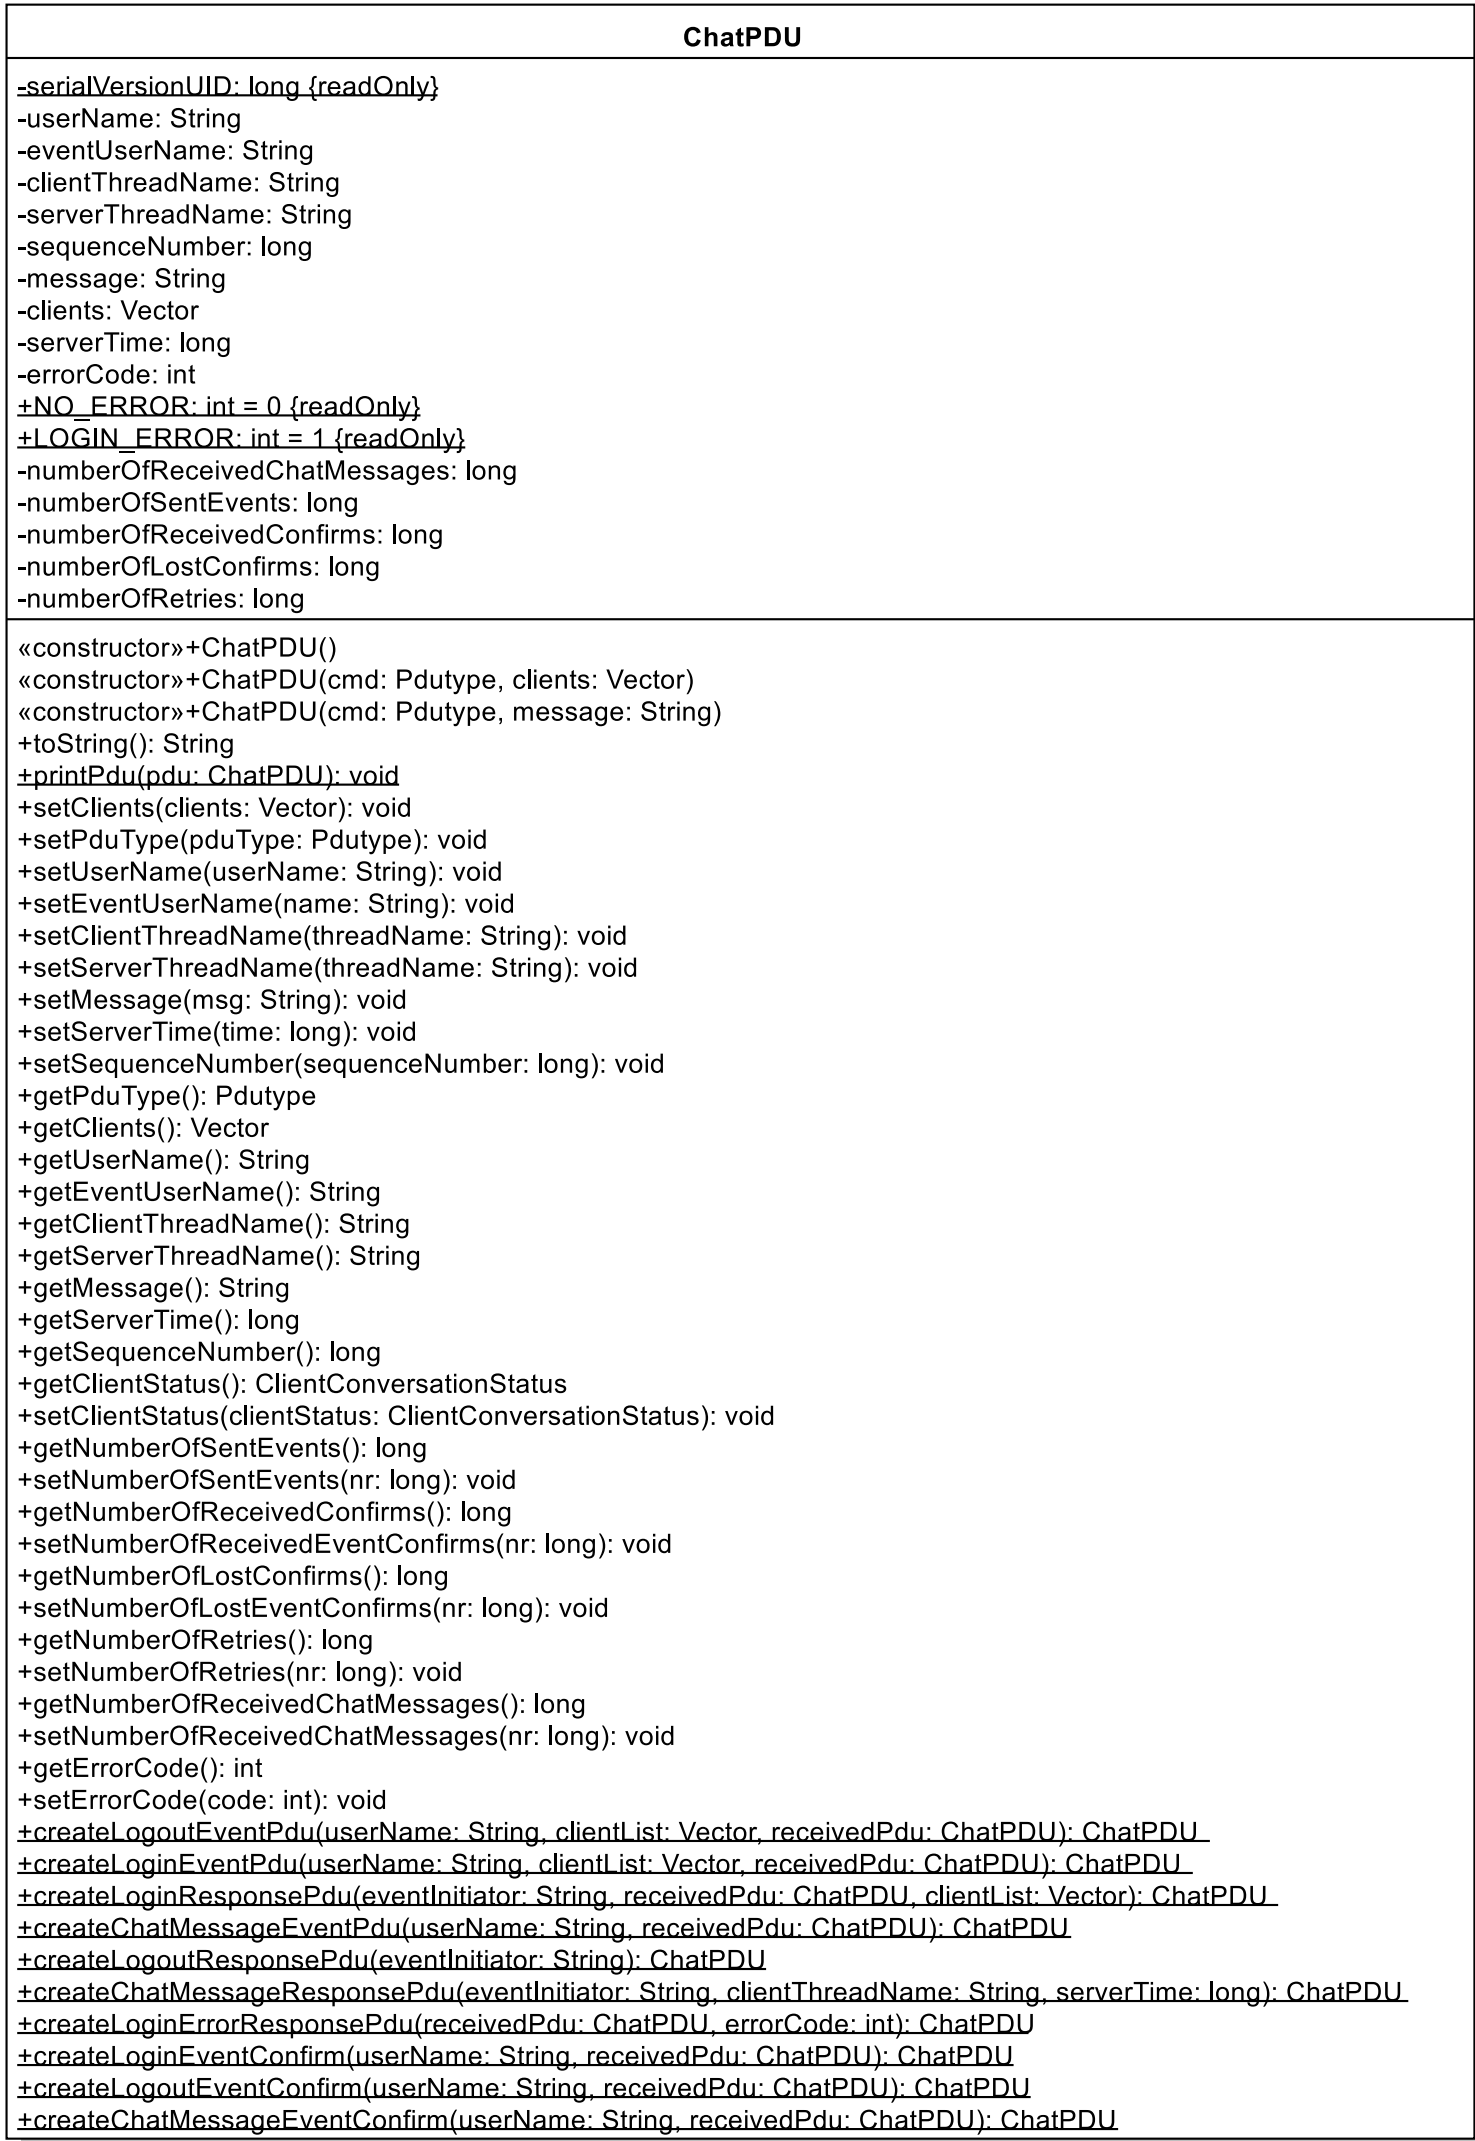 ChatPDU
-serialVersionUID: long {readOnly}
-userName: String
-eventUserName: String
-clientThreadName: String
-serverThreadName: String
-sequenceNumber: long
-message: String
-clients: Vector
-serverTime: long
-errorCode: int
+NO_ERROR: int = 0 {readOnly}
+LOGIN_ERROR: int = 1 {readOnly}
-numberOfReceivedChatMessages: long
-numberOfSentEvents: long
-numberOfReceivedConfirms: long
-numberOfLostConfirms: long
-numberOfRetries: long
«constructor»+ChatPDU()
«constructor»+ChatPDU(cmd: Pdutype, clients: Vector)
«constructor»+ChatPDU(cmd: Pdutype, message: String)
+toString(): String
+printPdu(pdu: ChatPDU): void
+setClients(clients: Vector): void
+setPduType(pduType: Pdutype): void
+setUserName(userName: String): void
+setEventUserName(name: String): void
+setClientThreadName(threadName: String): void
+setServerThreadName(threadName: String): void
+setMessage(msg: String): void
+setServerTime(time: long): void
+setSequenceNumber(sequenceNumber: long): void
+getPduType(): Pdutype
+getClients(): Vector
+getUserName(): String
+getEventUserName(): String
+getClientThreadName(): String
+getServerThreadName(): String
+getMessage(): String
+getServerTime(): long
+getSequenceNumber(): long
+getClientStatus(): ClientConversationStatus
+setClientStatus(clientStatus: ClientConversationStatus): void
+getNumberOfSentEvents(): long
+setNumberOfSentEvents(nr: long): void
+getNumberOfReceivedConfirms(): long
+setNumberOfReceivedEventConfirms(nr: long): void
+getNumberOfLostConfirms(): long
+setNumberOfLostEventConfirms(nr: long): void
+getNumberOfRetries(): long
+setNumberOfRetries(nr: long): void
+getNumberOfReceivedChatMessages(): long
+setNumberOfReceivedChatMessages(nr: long): void
+getErrorCode(): int
+setErrorCode(code: int): void
+createLogoutEventPdu(userName: String, clientList: Vector, receivedPdu: ChatPDU): ChatPDU
+createLoginEventPdu(userName: String, clientList: Vector, receivedPdu: ChatPDU): ChatPDU
+createLoginResponsePdu(eventInitiator: String, receivedPdu: ChatPDU, clientList: Vector): ChatPDU
+createChatMessageEventPdu(userName: String, receivedPdu: ChatPDU): ChatPDU
+createLogoutResponsePdu(eventInitiator: String): ChatPDU
+createChatMessageResponsePdu(eventInitiator: String, clientThreadName: String, serverTime: long): ChatPDU
+createLoginErrorResponsePdu(receivedPdu: ChatPDU, errorCode: int): ChatPDU
+createLoginEventConfirm(userName: String, receivedPdu: ChatPDU): ChatPDU
+createLogoutEventConfirm(userName: String, receivedPdu: ChatPDU): ChatPDU
+createChatMessageEventConfirm(userName: String, receivedPdu: ChatPDU): ChatPDU